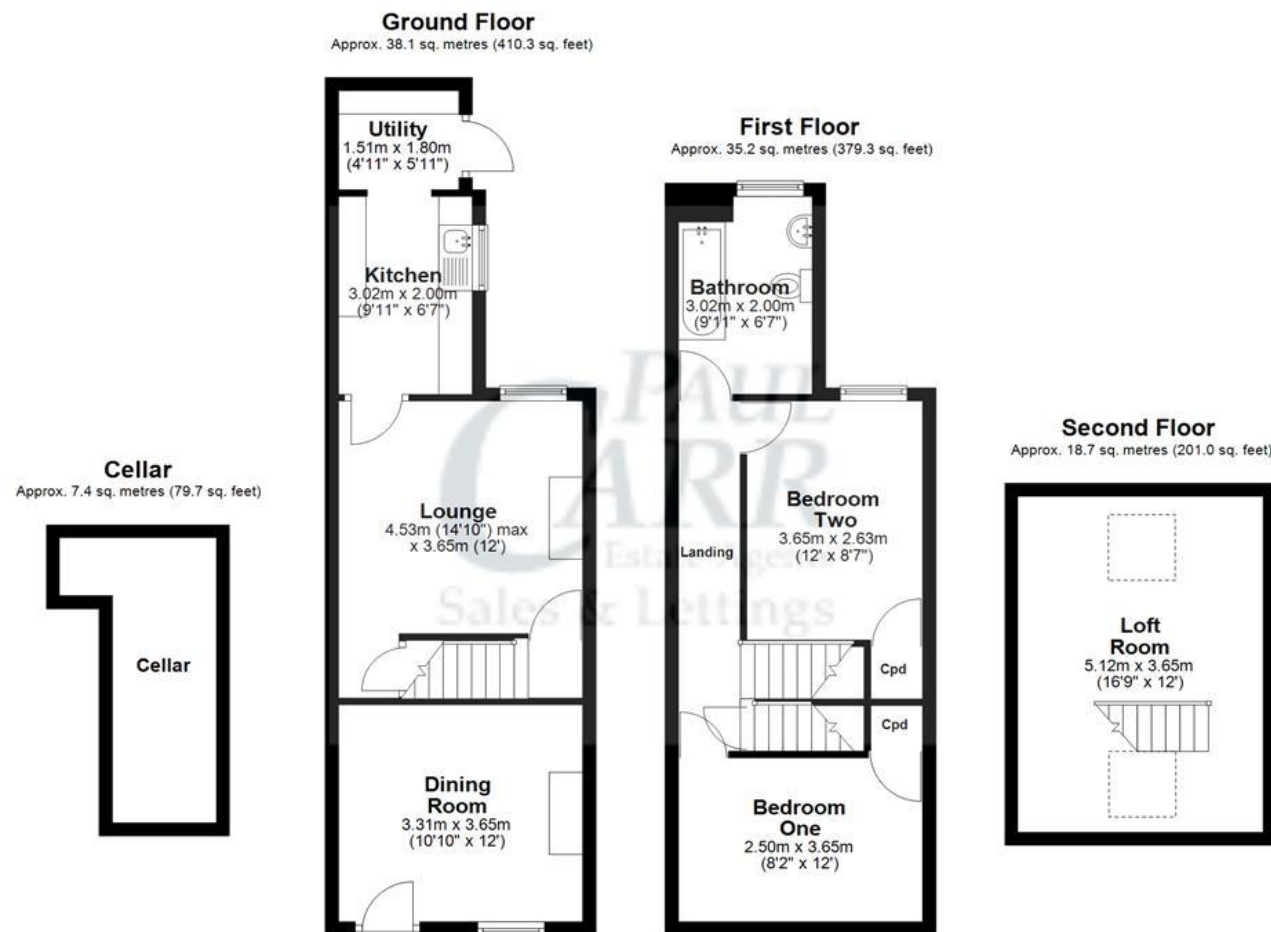 Ground Floor
Approx. 38.1 sq. metres (410.3 sq. feet)
Utility
1.51m x 1.80m
(4'11" x 5'11")
Kitchen
3.02m x 2.00m
(9'11" x 6'7")
Lounge
4.53m (14'10") max
x 3.65m (12')
Dining
Room
3.31m x 3.65m
(10'10" x 12')
First Floor
Approx. 35.2 sq. metres (379.3 sq. feet)
Bathroom
3.02m x 2.00m
(9'11" x 6'7")
Bedroom
Two
3.65m x 2.63m
(12' x 8'7")
Landing
Cpd
Cpd
Bedroom
One
2.50m x 3.65m
(8'2" x 12')
Cellar
Approx. 7.4 sq. metres (79.7 sq. feet)
Cellar
Second Floor
Approx. 18.7 sq. metres (201.0 sq. feet)
Loft
Room
5.12m x 3.65m
(16'9" x 12')
PAUL
CARR
Estate Agents
Sales & Lettings